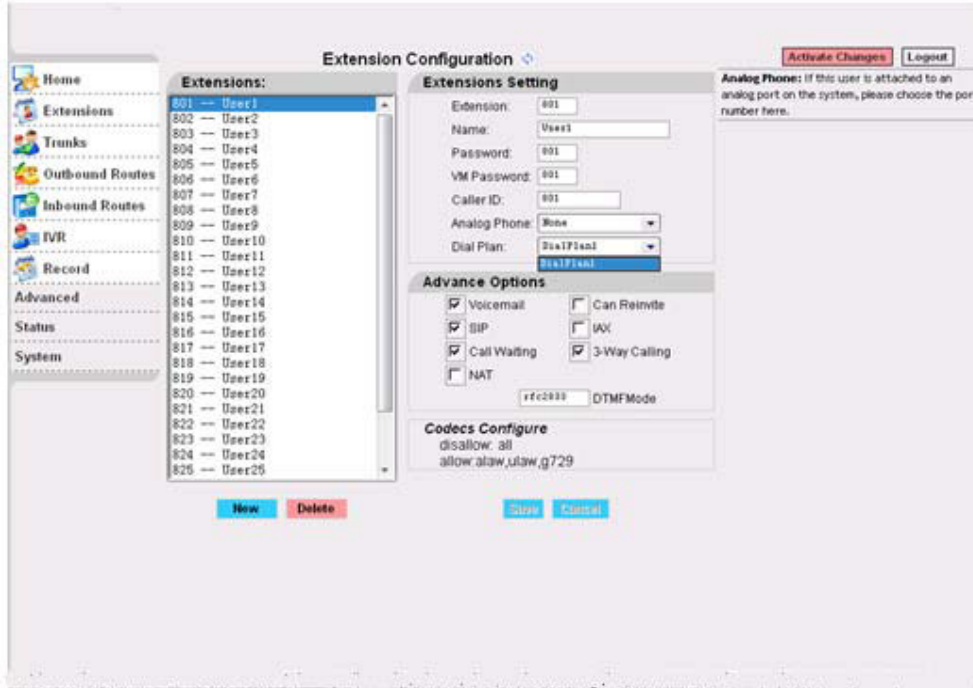 Extension Configuration
Activate Changes
Logout
Home
Extensions
Trunks
Outbound Routes
Inbound Routes
IVR
Record
Advanced
Status
System
Extensions:
801 -- User1
802 -- User2
803 -- User3
804 -- User4
805 -- User5
806 -- User6
807 -- User7
808 -- User8
809 -- User9
810 -- User10
811 -- User11
812 -- User12
813 -- User13
814 -- User14
815 -- User15
816 -- User16
817 -- User17
818 -- User18
819 -- User19
820 -- User20
821 -- User21
822 -- User22
823 -- User23
824 -- User24
825 -- User25
New
Delete
Extensions Setting
Extension: 801
Name: User1
Password: 801
VM Password: 801
Caller ID: 801
Analog Phone: None
Dial Plan: DialPlan1
DialPlan1
Advance Options
Voicemail
Can Reinvite
SIP
IAX
Call Waiting
3-Way Calling
NAT
rfc2833 DTMFMode
Codecs Configure
disallow: all
allow:alaw,ulaw,g729
Save
Cancel
Analog Phone: If this user is attached to an
analog port on the system, please choose the por
number here.